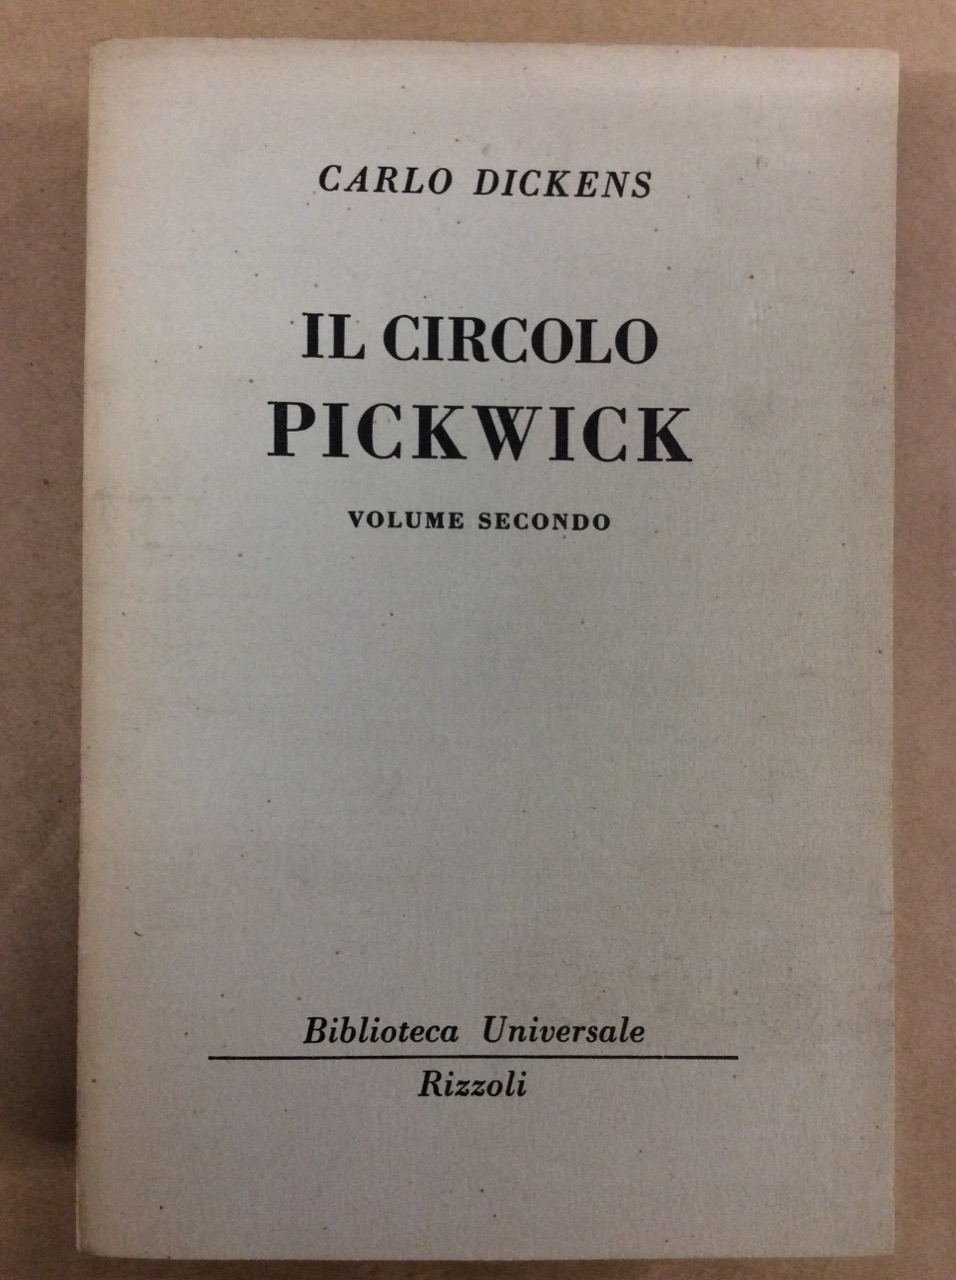 CARLO DICKENS
IL CIRCOLO
PICKWICK
VOLUME SECONDO
Biblioteca Universale
Rizzoli